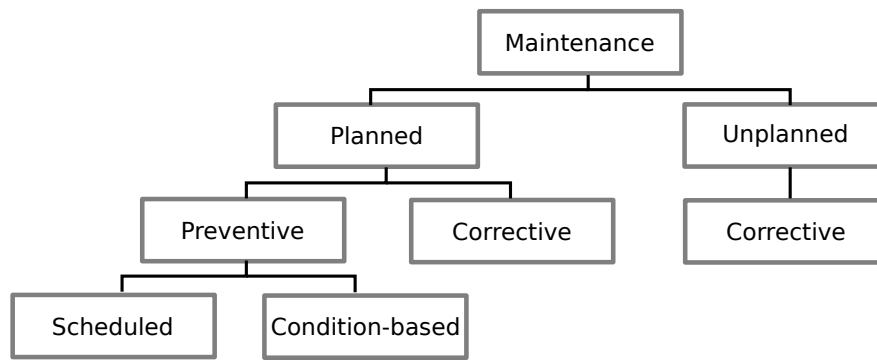 Maintenance
Planned
Unplanned
Preventive
Corrective
Corrective
Scheduled
Condition-based